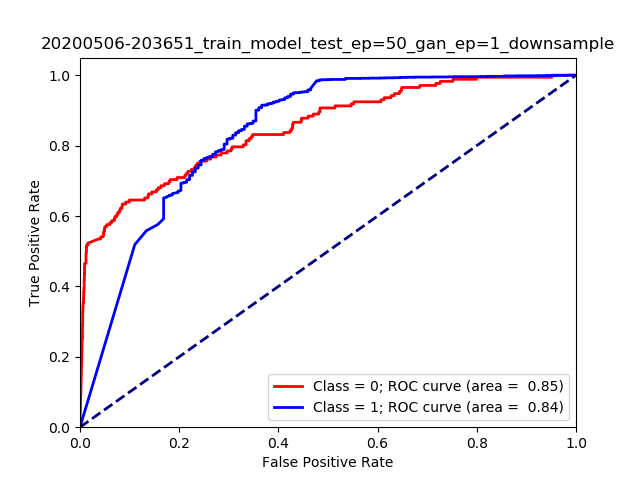 20200506-203651_train_model_test_ep=50_gan_ep=1_downsample
1.0
0.8
0.6
0.4
0.2
0.0
True Positive Rate
Class = 0; ROC curve (area =  0.85)
Class = 1; ROC curve (area =  0.84)
0.0 0.2 0.4 0.6 0.8 1.0
False Positive Rate